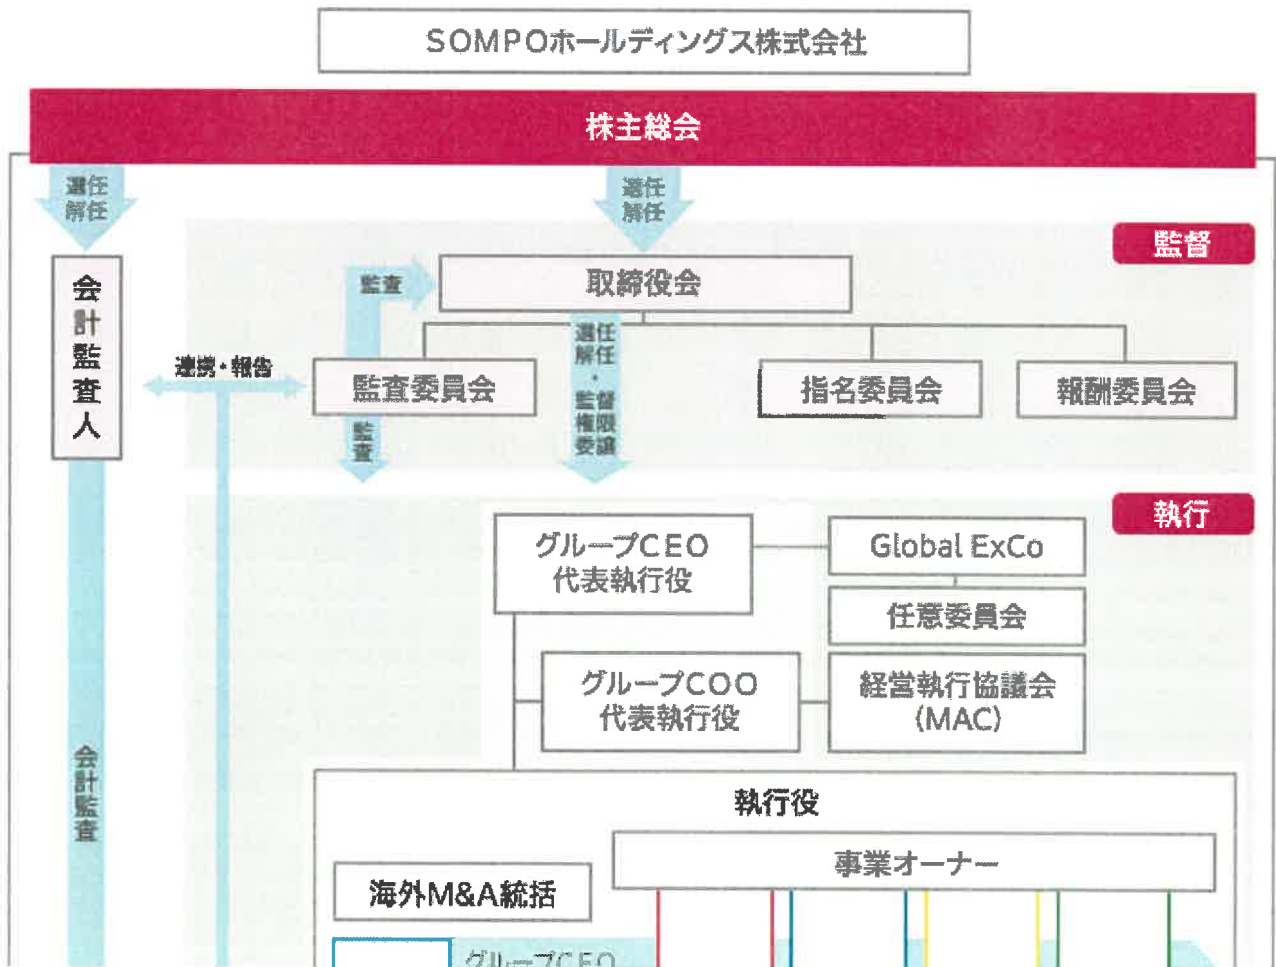 SOMPOホールディングス株式会社
株主総会
選任
解任
選任
解任
監督
会計監査人
監査
取締役会
選任
解任
・
監督
権限
委譲
連携・報告
監査委員会
指名委員会
報酬委員会
監査
執行
グループCEO
代表執行役
Global ExCo
任意委員会
グループCOO
代表執行役
経営執行協議会
(MAC)
会計監査
執行役
事業オーナー
海外M&A統括
グループCEO